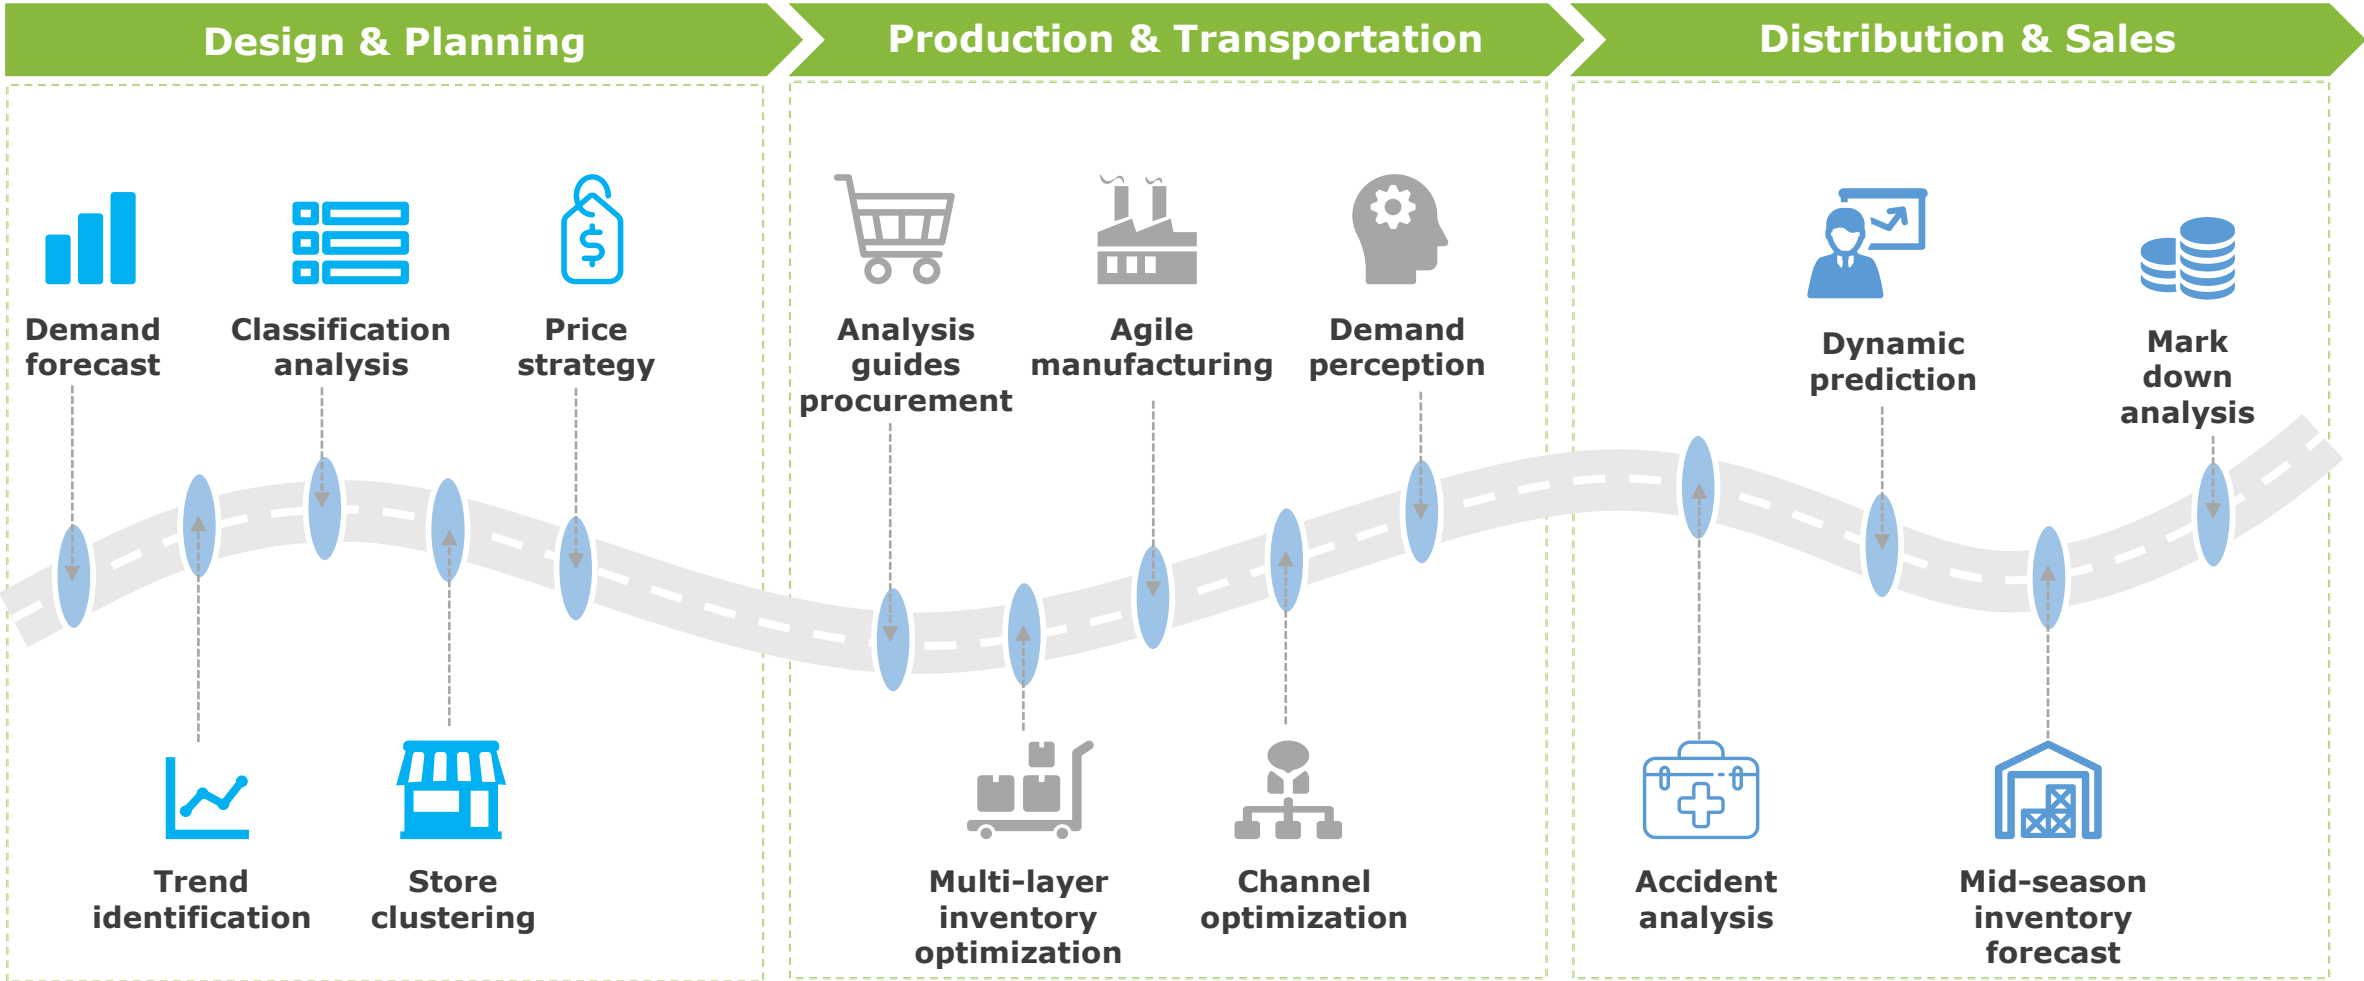 Design & Planning
Production & Transportation
Distribution & Sales
Demand
forecast
Classification
analysis
Price
strategy
Analysis
guides
procurement
Agile
manufacturing
Demand
perception
Dynamic
prediction
Mark
down
analysis
Trend
identification
Store
clustering
Multi-layer
inventory
optimization
Channel
optimization
Accident
analysis
Mid-season
inventory
forecast